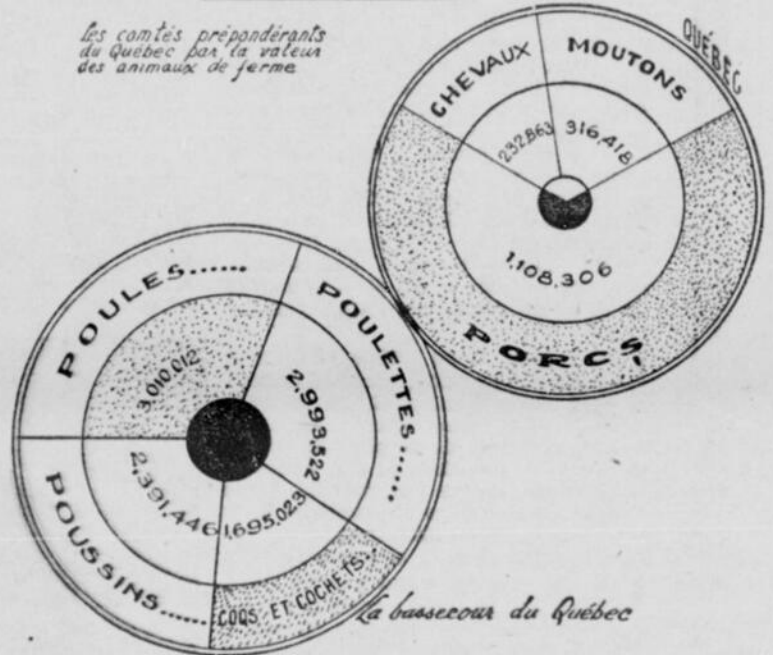 Les comtés prépondérants
du Québec par la valeur
des animaux de ferme
QUÉBEC
CHEVAUX
MOUTONS
232,863
316,418
1,108,306
PORCS
POULES......
POULETTES......
3,010,012
2,993,522
2,391,446
1,695,023
POUSSINS.....
COQS ET COCHETS..
La bassecour du Québec